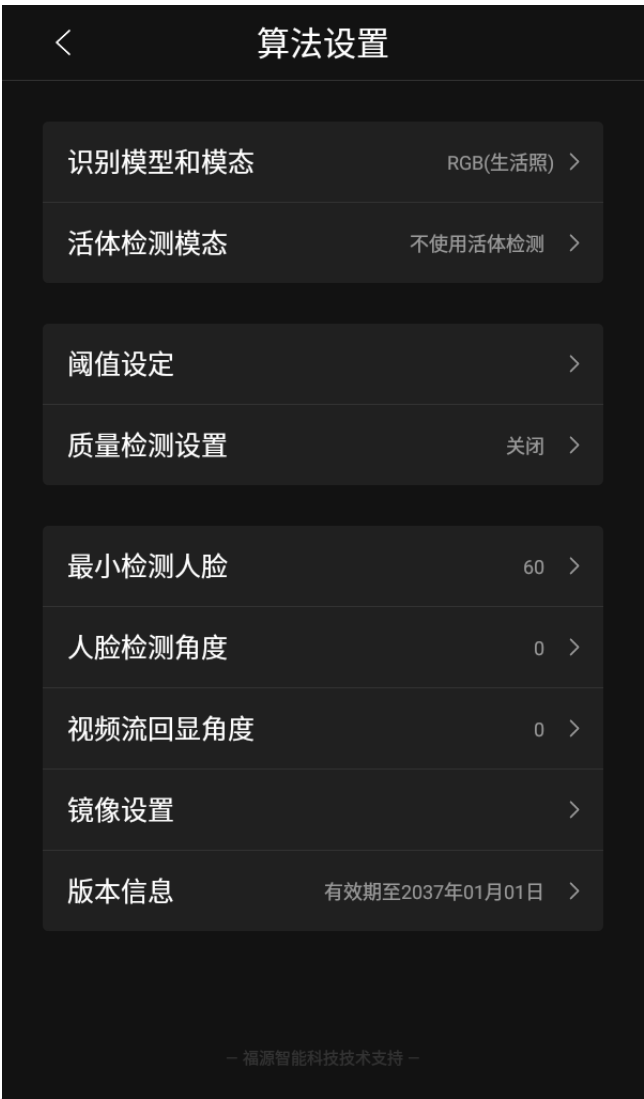 算法设置
识别模型和模态 RGB(生活照)
活体检测模态 不使用活体检测
阈值设定
质量检测设置 关闭
最小检测人脸 60
人脸检测角度 0
视频流回显角度 0
镜像设置
版本信息 有效期至2037年01月01日
– 福源智能科技技术支持 –